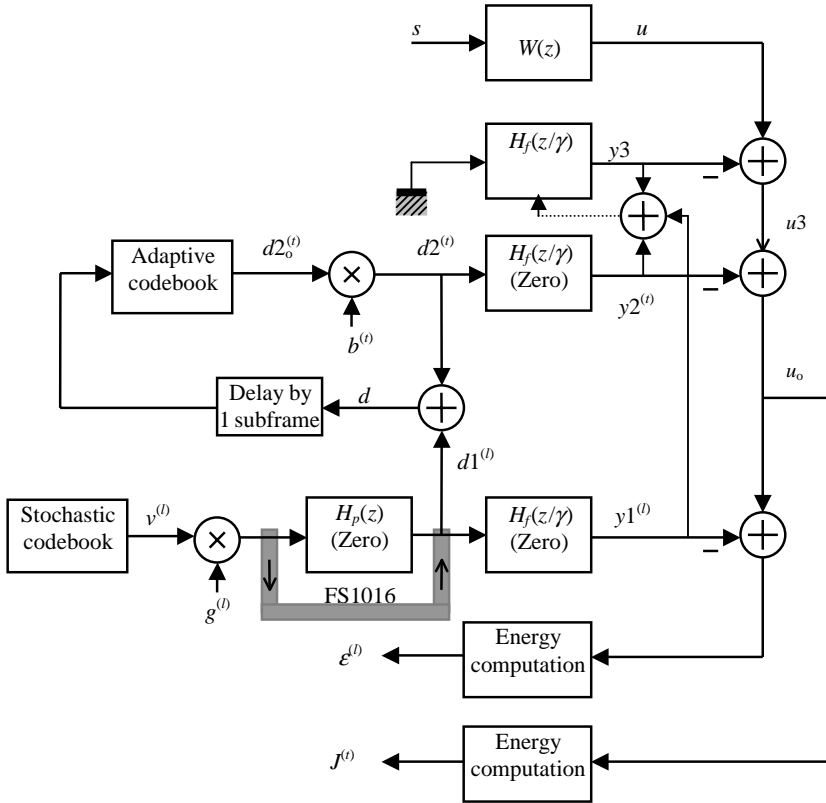 s
W(z)
u
H_f(z/γ)
y3
−
u3
Adaptive
codebook
d2_o^(t)
×
d2^(t)
H_f(z/γ)
(Zero)
−
y2^(t)
b^(t)
Delay by
1 subframe
d
u_o
d1^(l)
Stochastic
codebook
v^(l)
×
H_p(z)
(Zero)
H_f(z/γ)
(Zero)
y1^(l)
−
g^(l)
FS1016
ε^(l)
Energy
computation
J^(t)
Energy
computation